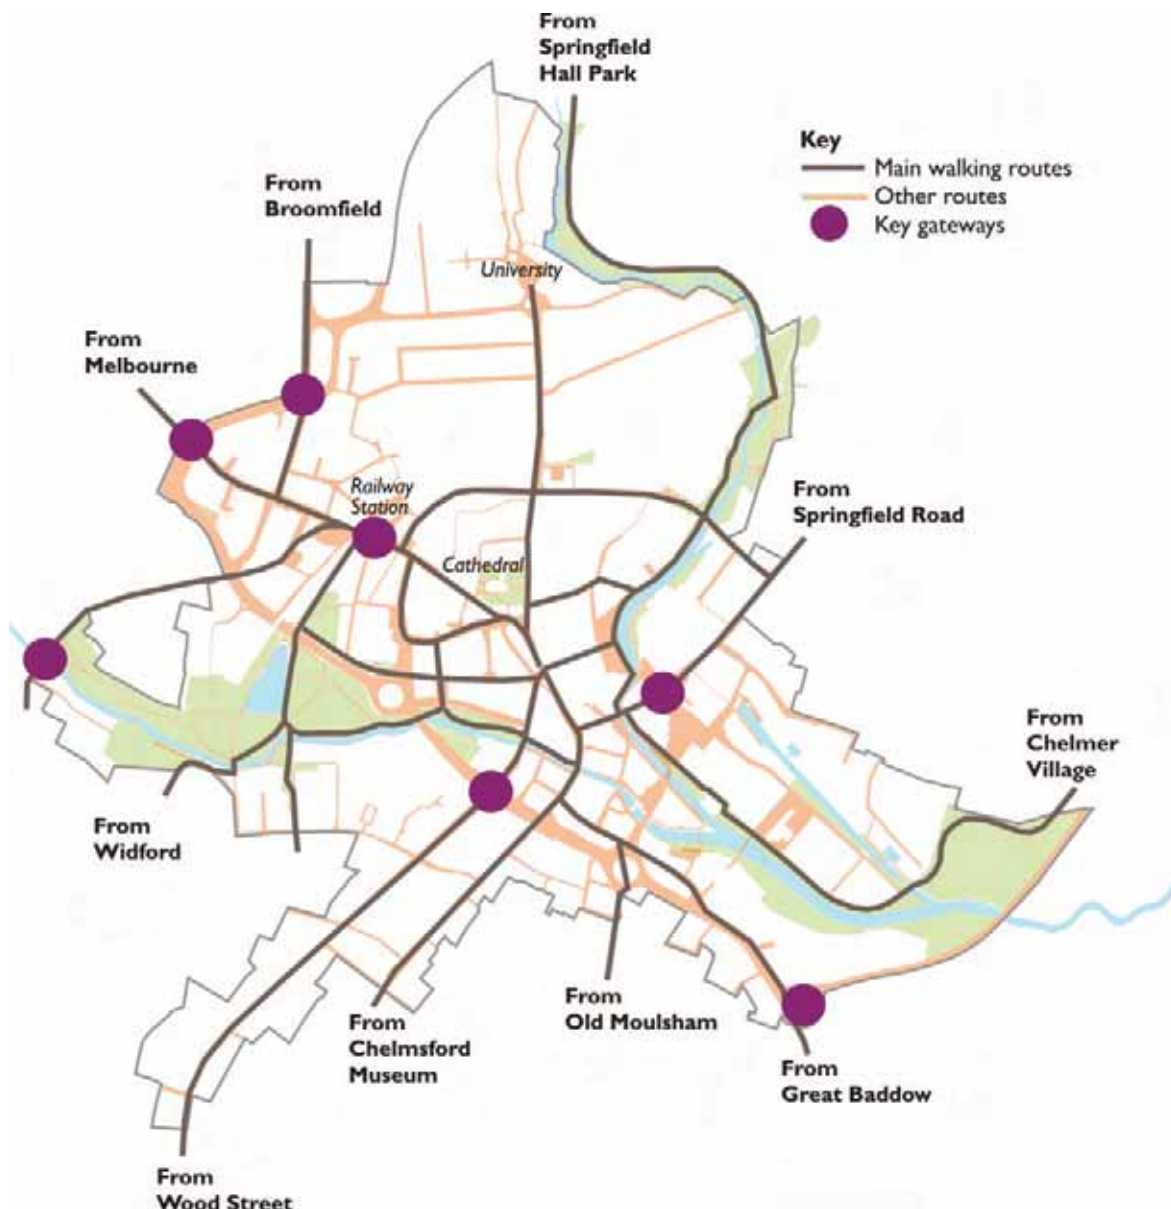 From
Springfield
Hall Park
Key
Main walking routes
Other routes
Key gateways
From
Broomfield
University
From
Melbourne
Railway
Station
From
Springfield Road
Cathedral
From
Chelmer
Village
From
Widford
From
Old Moulsham
From
Chelmsford
Museum
From
Great Baddow
From
Wood Street